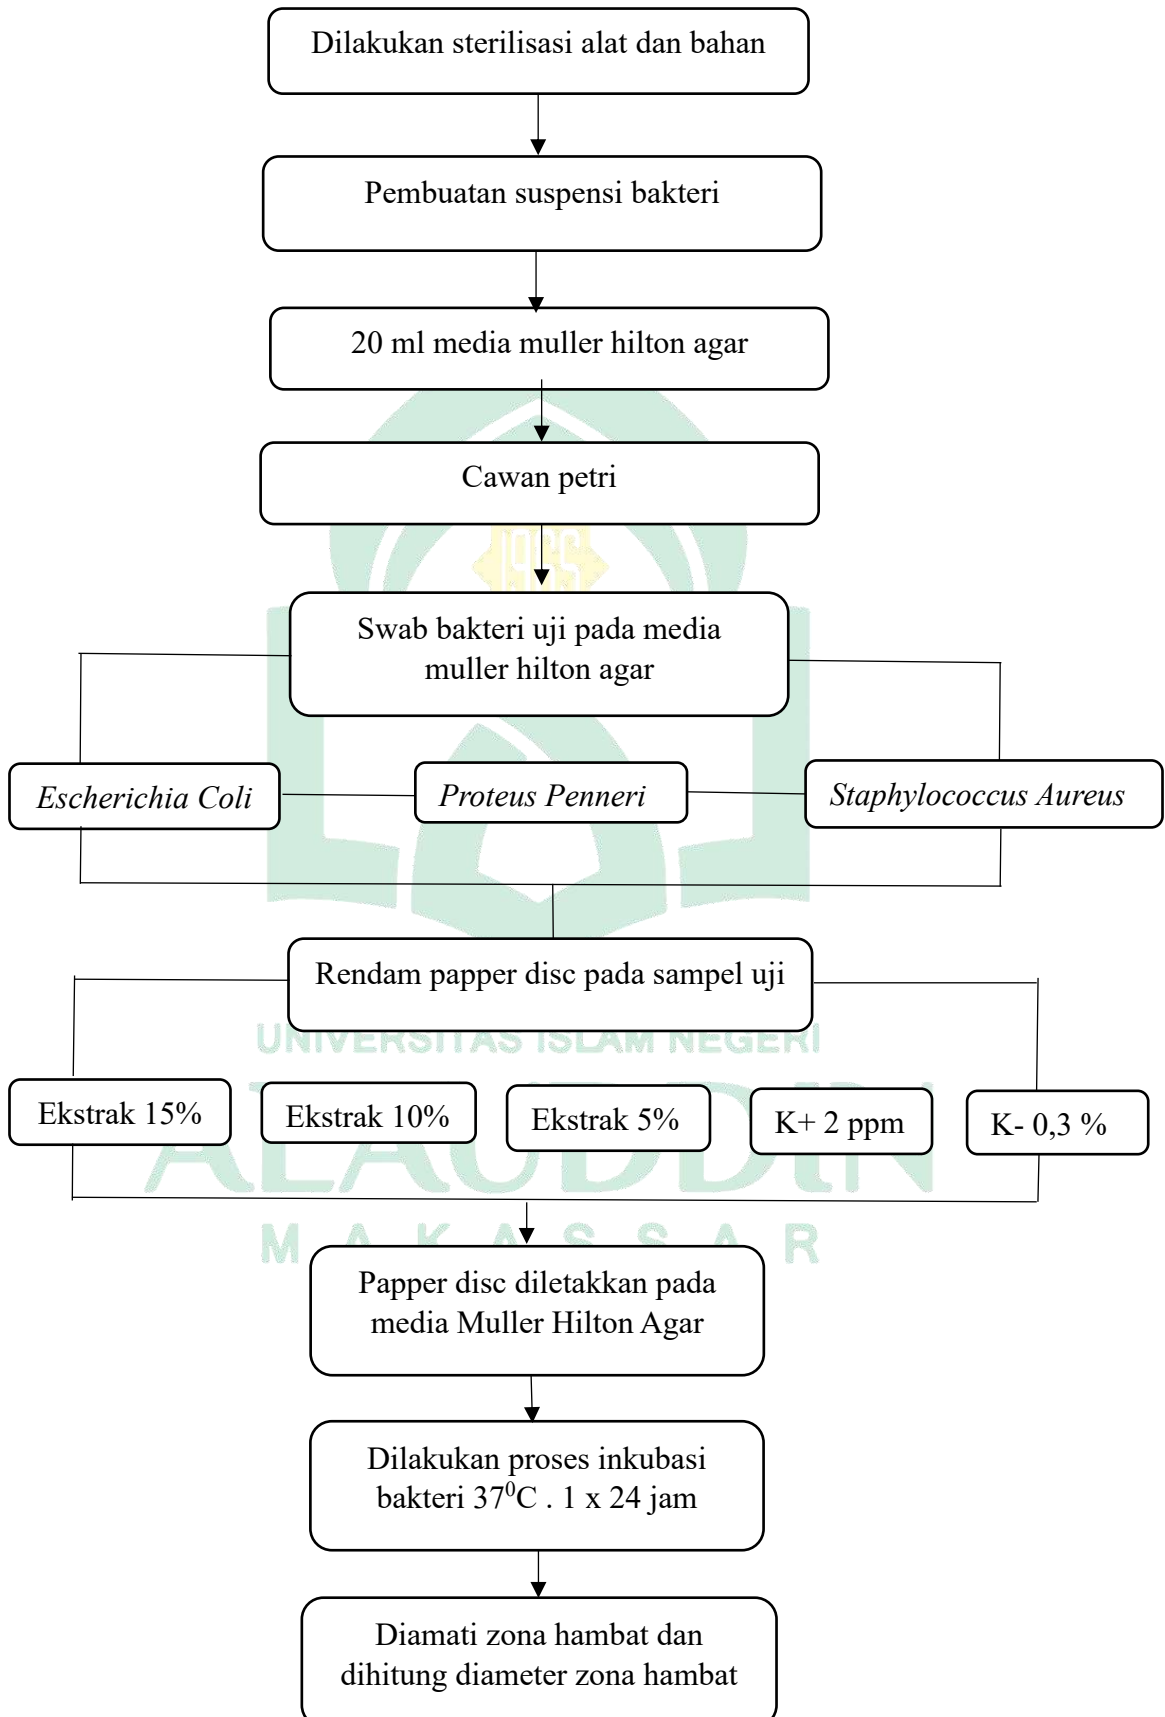 Dilakukan sterilisasi alat dan bahan
Pembuatan suspensi bakteri
20 ml media muller hilton agar
Cawan petri
1965
Swab bakteri uji pada media
muller hilton agar
Escherichia Coli
Proteus Penneri
Staphylococcus Aureus
Rendam papper disc pada sampel uji
UNIVERSITAS ISLAM NEGERI
Ekstrak 15%
Ekstrak 10%
Ekstrak 5%
K+ 2 ppm
K- 0,3 %
ALAUDDIN
MAKASSAR
Papper disc diletakkan pada
media Muller Hilton Agar
Dilakukan proses inkubasi
bakteri 37⁰C . 1 x 24 jam
Diamati zona hambat dan
dihitung diameter zona hambat